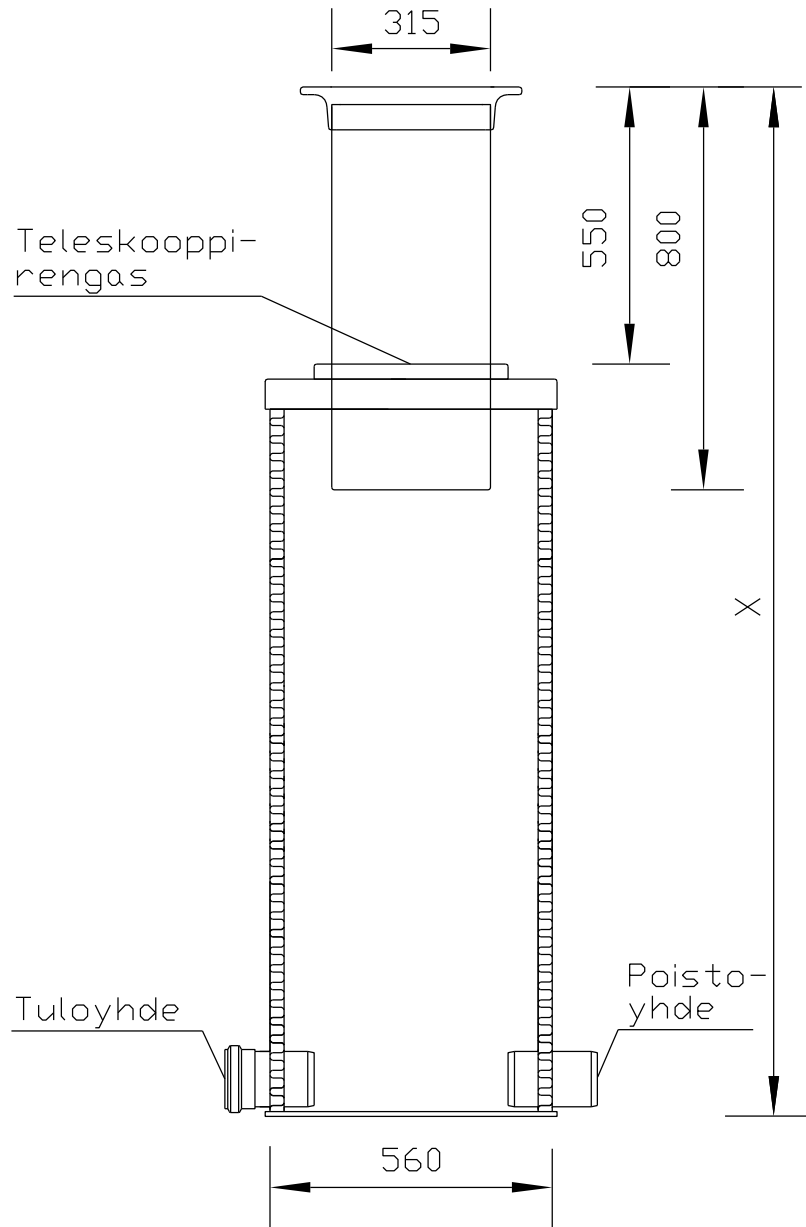 315
550
800
Teleskooppi-
rengas
X
Tuloyhde
Poisto-
yhde
560